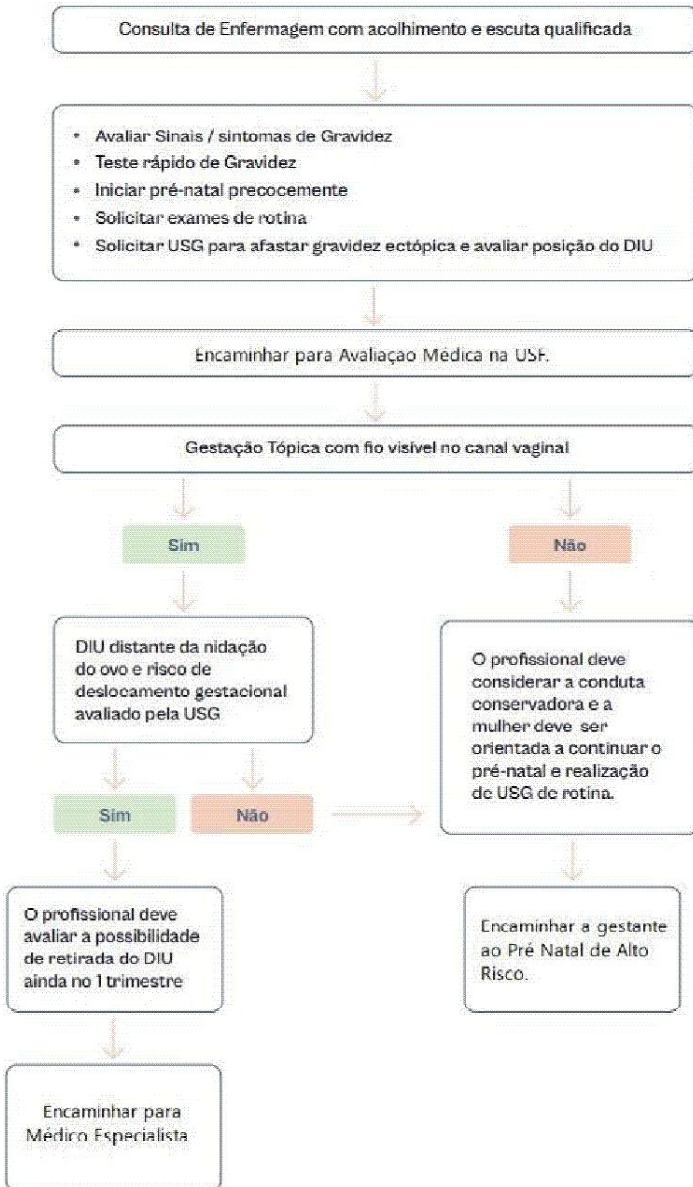 Consulta de Enfermagem com acolhimento e escuta qualificada
• Avaliar Sinais / sintomas de Gravidez
• Teste rápido de Gravidez
• Iniciar pré-natal precocemente
• Solicitar exames de rotina
• Solicitar USG para afastar gravidez ectópica e avaliar posição do DIU
Encaminhar para Avaliaçao Médica na USF.
Gestação Tópica com fio visível no canal vaginal
Sim
Não
DIU distante da nidação
do ovo e risco de
deslocamento gestacional
avaliado pela USG
O profissional deve
considerar a conduta
conservadora e a
mulher deve ser
orientada a continuar o
pré-natal e realização
de USG de rotina.
Sim
Não
O profissional deve
avaliar a possibilidade
de retirada do DIU
ainda no 1 trimestre
Encaminhar a gestante
ao Pré Natal de Alto
Risco.
Encaminhar para
Médico Especialista